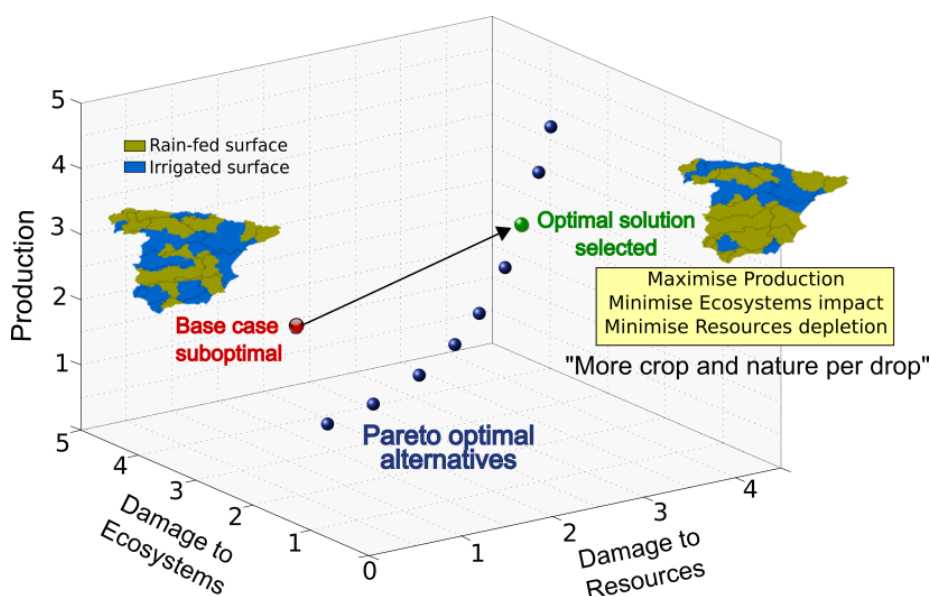 5
4
3
2
1
Production
Rain-fed surface
Irrigated surface
Base case
suboptimal
Optimal solution
selected
Maximise Production
Minimise Ecosystems impact
Minimise Resources depletion
"More crop and nature per drop"
Pareto optimal
alternatives
5
4
3
2
1
0
Damage to
Ecosystems
1
2
3
4
Damage to
Resources